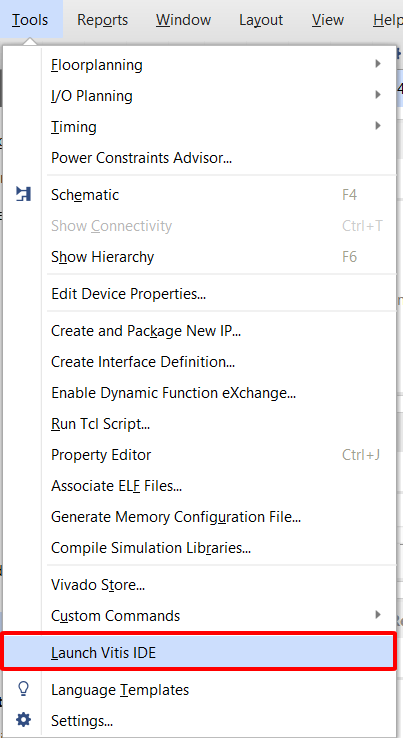 Tools Reports Window Layout View Help
Floorplanning
I/O Planning
Timing
Power Constraints Advisor...
Schematic F4
Show Connectivity Ctrl+T
Show Hierarchy F6
Edit Device Properties...
Create and Package New IP...
Create Interface Definition...
Enable Dynamic Function eXchange...
Run Tcl Script...
Property Editor Ctrl+J
Associate ELF Files...
Generate Memory Configuration File...
Compile Simulation Libraries...
Vivado Store...
Custom Commands
Launch Vitis IDE
Language Templates
Settings...